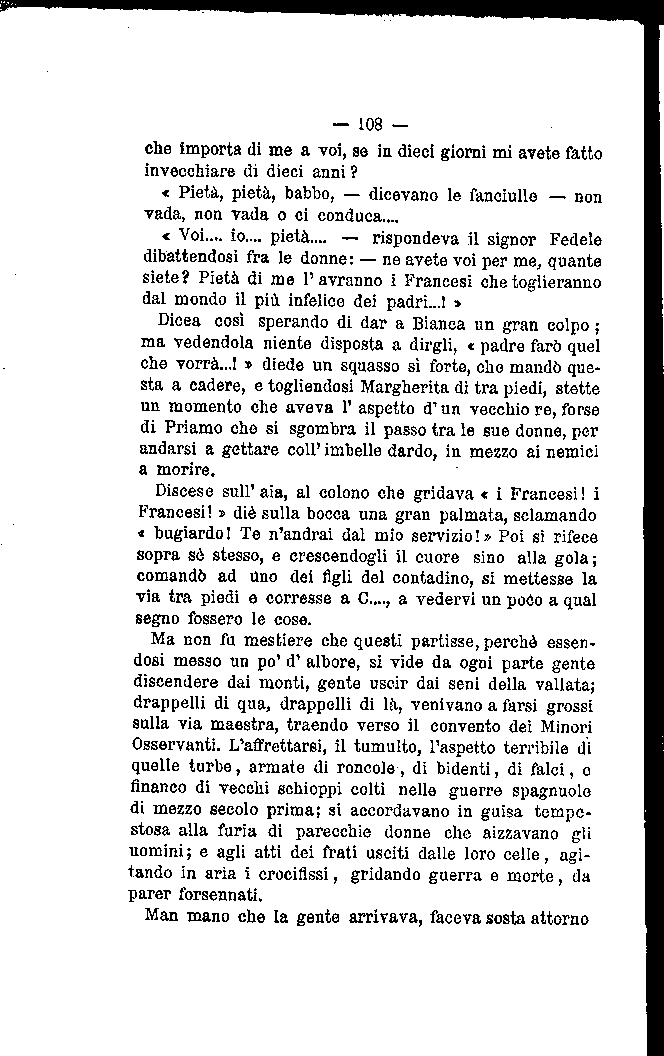 — 108 —
che importa di me a voi, se in dieci giorni mi avete fatto
invecchiare di dieci anni?
« Pietà, pietà, babbo, — dicevano le fanciulle — non
vada, non vada o ci conduca....
« Voi.... io.... pietà.... — rispondeva il signor Fedele
dibattendosi fra le donne: — ne avete voi per me, quante
siete? Pietà di me l' avranno i Francesi che toglieranno
dal mondo il più infelice dei padri...! »
Dicea così sperando di dar a Bianca un gran colpo;
ma vedendola niente disposta a dirgli, « padre farò quel
che vorrà...! » diede un squasso sì forte, che mandò que-
sta a cadere, e togliendosi Margherita di tra piedi, stette
un momento che aveva l' aspetto d' un vecchio re, forse
di Priamo che si sgombra il passo tra le sue donne, per
andarsi a gettare coll' imbelle dardo, in mezzo ai nemici
a morire.
Discese sull' aia, al colono che gridava « i Francesi! i
Francesi! » diè sulla bocca una gran palmata, sclamando
« bugiardo! Te n'andrai dal mio servizio! » Poi si rifece
sopra sè stesso, e crescendogli il cuore sino alla gola;
comandò ad uno dei figli del contadino, si mettesse la
via tra piedi e corresse a C...., a vedervi un poco a qual
segno fossero le cose.
Ma non fu mestiere che questi partisse, perchè essen-
dosi messo un po' d' albore, si vide da ogni parte gente
discendere dai monti, gente uscir dai seni della vallata;
drappelli di qua, drappelli di là, venivano a farsi grossi
sulla via maestra, traendo verso il convento dei Minori
Osservanti. L'affrettarsi, il tumulto, l'aspetto terribile di
quelle turbe, armate di roncole, di bidenti, di falci, e
financo di vecchi schioppi colti nelle guerre spagnuole
di mezzo secolo prima; si accordavano in guisa tempe-
stosa alla furia di parecchie donne che aizzavano gli
uomini; e agli atti dei frati usciti dalle loro celle, agi-
tando in aria i crocifissi, gridando guerra e morte, da
parer forsennati.
Man mano che la gente arrivava, faceva sosta attorno